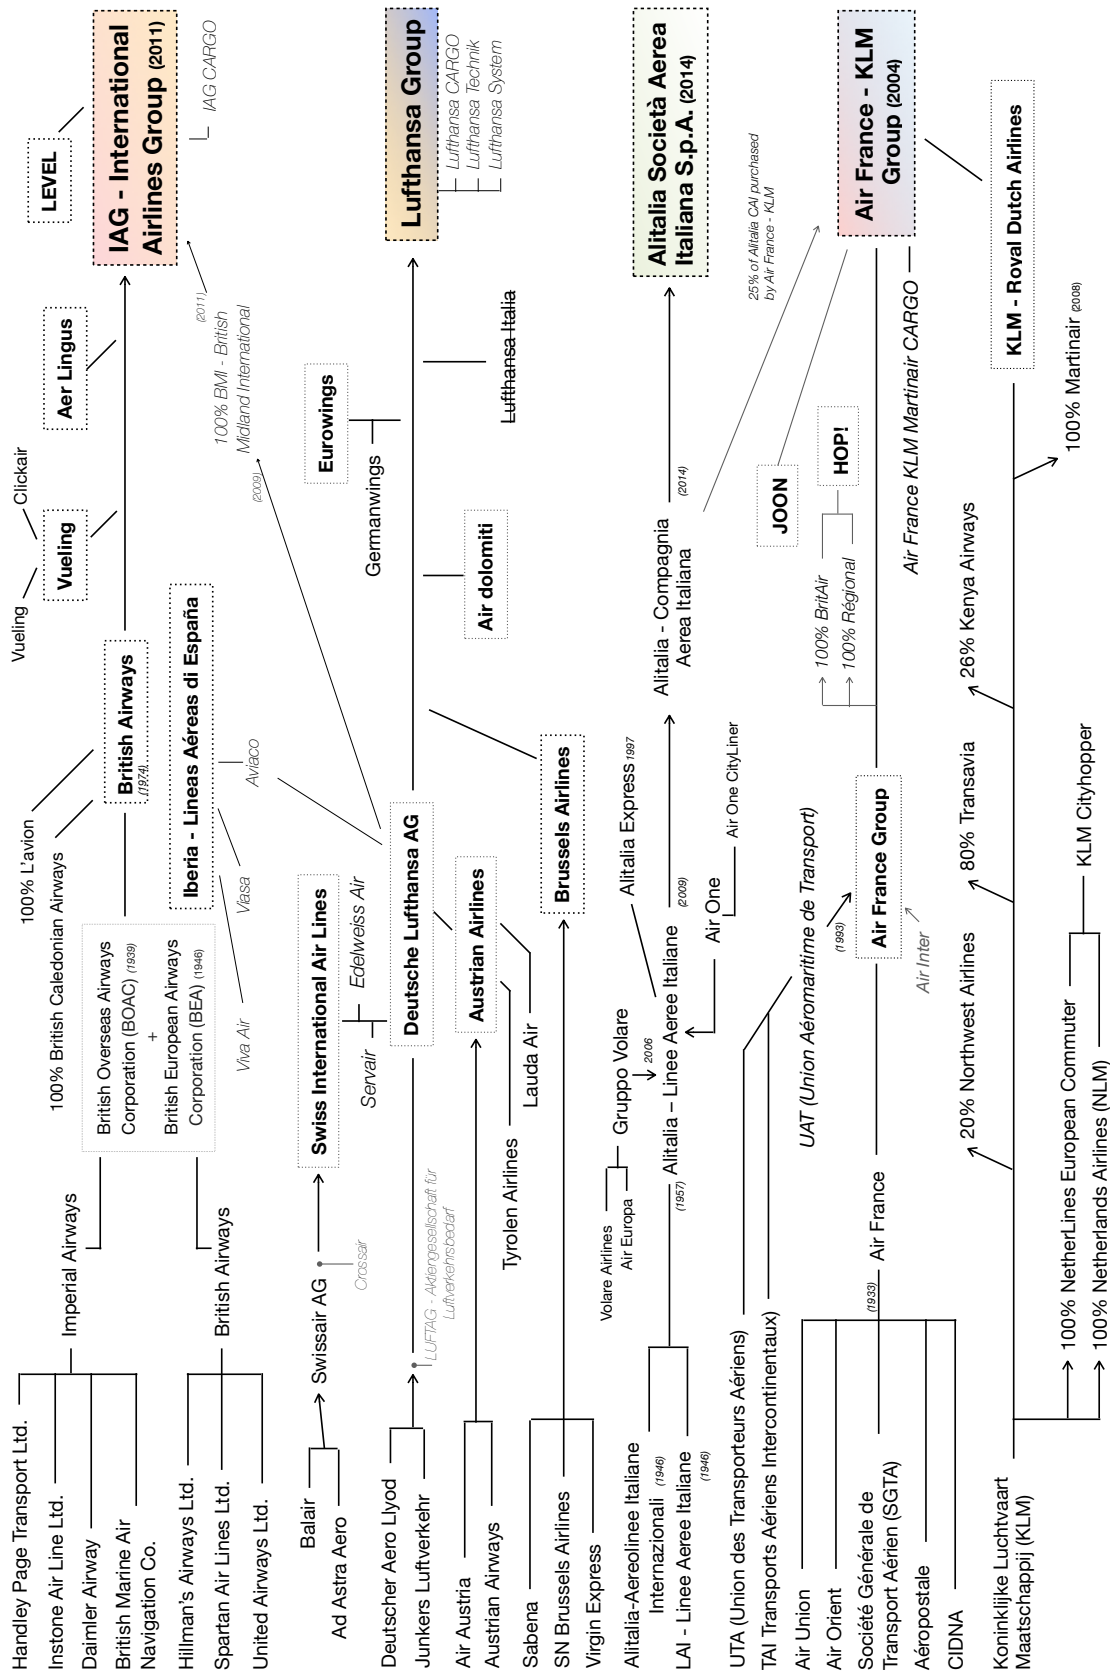 Handley Page Transport Ltd.
Instone Air Line Ltd.
Daimler Airway
British Marine Air
Navigation Co.
Hillman's Airways Ltd.
Spartan Air Lines Ltd.
United Airways Ltd.
Imperial Airways
British Airways
100% L'avion
100% British Caledonian Airways
British Overseas Airways
Corporation (BOAC) (1939)
+
British European Airways
Corporation (BEA) (1946)
British Airways
(1974)
Iberia - Lineas Aéreas di España
Viva Air
Viasa
Aviaco
Vueling
Clickair
Vueling
Aer Lingus
LEVEL
IAG - International
Airlines Group (2011)
IAG CARGO
(2011)
100% BMI - British
Midland International
(2009)
Balair
Ad Astra Aero
Swissair AG
Crossair
Swiss International Air Lines
Servair
Edelweiss Air
Deutscher Aero Llyod
Junkers Luftverkehr
LUFTAG - Aktiengesellschaft für
Luftverkehrsbedarf
Deutsche Lufthansa AG
Air Austria
Austrian Airways
Austrian Airlines
Tyrolen Airlines
Lauda Air
Sabena
SN Brussels Airlines
Virgin Express
Brussels Airlines
Air dolomiti
Germanwings
Eurowings
Lufthansa Italia
Lufthansa Group
Lufthansa CARGO
Lufthansa Technik
Lufthansa System
Alitalia-Aereolinee Italiane
Internazionali (1946)
LAI - Linee Aeree Italiane
(1946)
(1957)
Volare Airlines
Air Europa
Gruppo Volare
2006
Alitalia – Linee Aeree Italiane
(2009)
Alitalia Express 1997
Air One
Air One CityLiner
Alitalia - Compagnia
Aerea Italiana
(2014)
Alitalia Società Aerea
Italiana S.p.A. (2014)
25% of Alitalia CAI purchased
by Air France - KLM
UTA (Union des Transporteurs Aériens)
TAI Transports Aériens Intercontinentaux)
UAT (Union Aéromaritime de Transport)
(1993)
Air Union
Air Orient
Société Générale de
Transport Aérien (SGTA)
Aéropostale
CIDNA
(1933)
Air France
Air France Group
Air Inter
100% BritAir
100% Régional
HOP!
JOON
Air France KLM Martinair CARGO
Air France - KLM
Group (2004)
KLM - Royal Dutch Airlines
Koninklijke Luchtvaart
Maatschappij (KLM)
100% NetherLines European Commuter
100% Netherlands Airlines (NLM)
KLM Cityhopper
20% Northwest Airlines
80% Transavia
26% Kenya Airways
100% Martinair (2008)